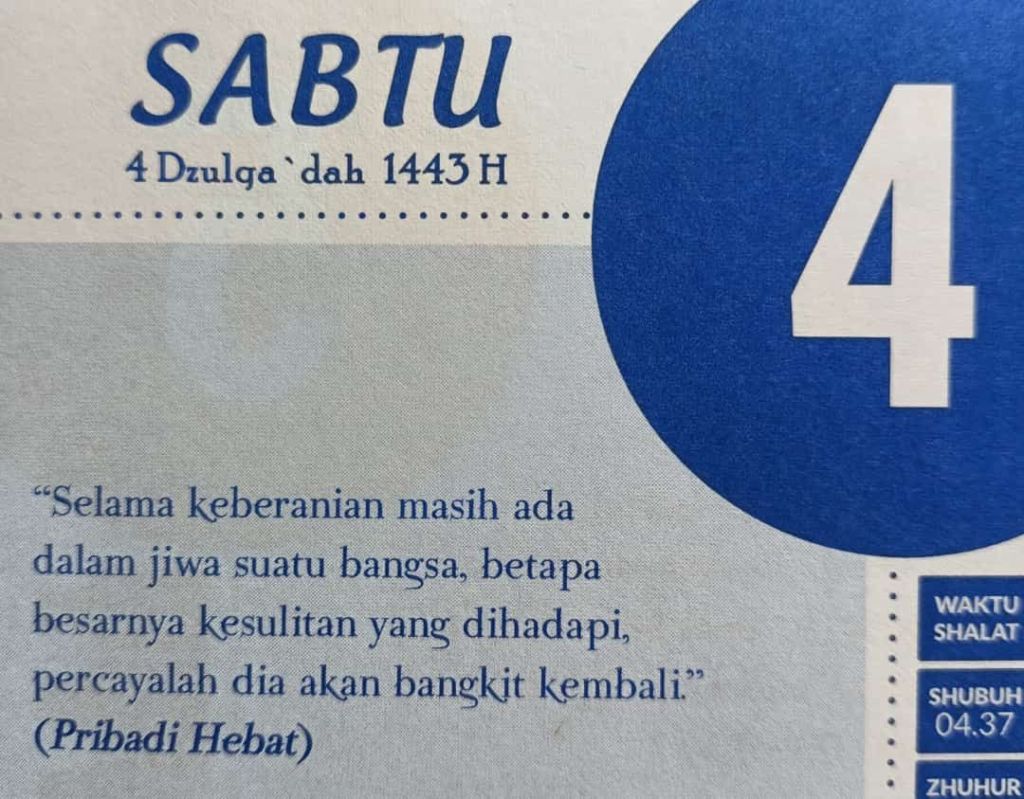 SABTU
4 Dzulqa`dah 1443 H
4
“Selama keberanian masih ada
dalam jiwa suatu bangsa, betapa
besarnya kesulitan yang dihadapi,
percayalah dia akan bangkit kembali.”
(Pribadi Hebat)
WAKTU
SHALAT
SHUBUH
04.37
ZHUHUR